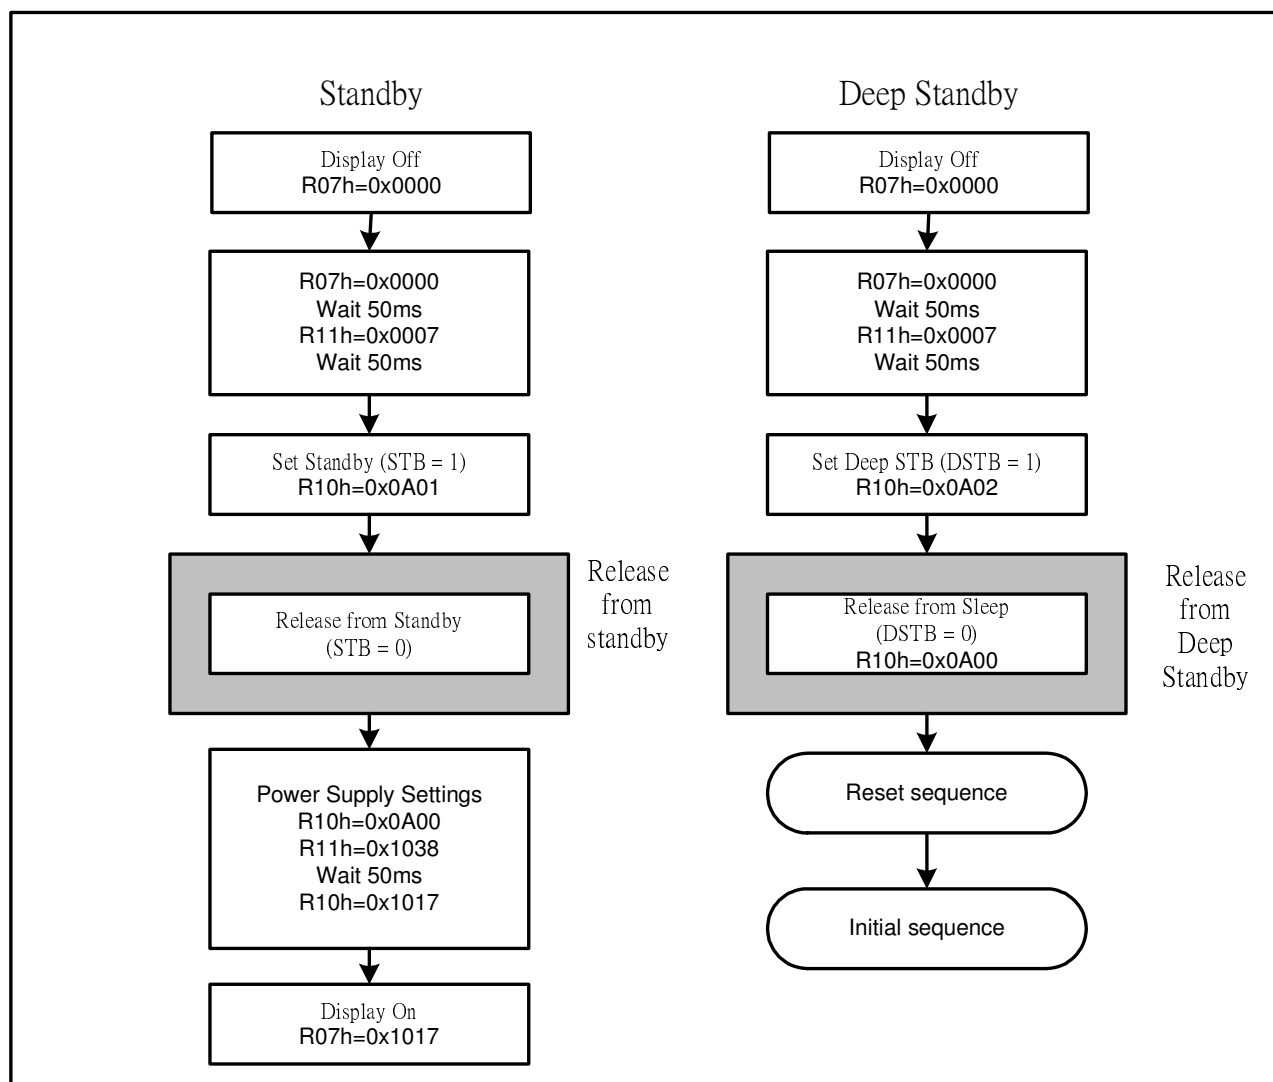 Standby
Display Off
R07h=0x0000
R07h=0x0000
Wait 50ms
R11h=0x0007
Wait 50ms
Set Standby (STB = 1)
R10h=0x0A01
Release from Standby
(STB = 0)
Release
from
standby
Power Supply Settings
R10h=0x0A00
R11h=0x1038
Wait 50ms
R10h=0x1017
Display On
R07h=0x1017
Deep Standby
Display Off
R07h=0x0000
R07h=0x0000
Wait 50ms
R11h=0x0007
Wait 50ms
Set Deep STB (DSTB = 1)
R10h=0x0A02
Release from Sleep
(DSTB = 0)
R10h=0x0A00
Release
from
Deep
Standby
Reset sequence
Initial sequence